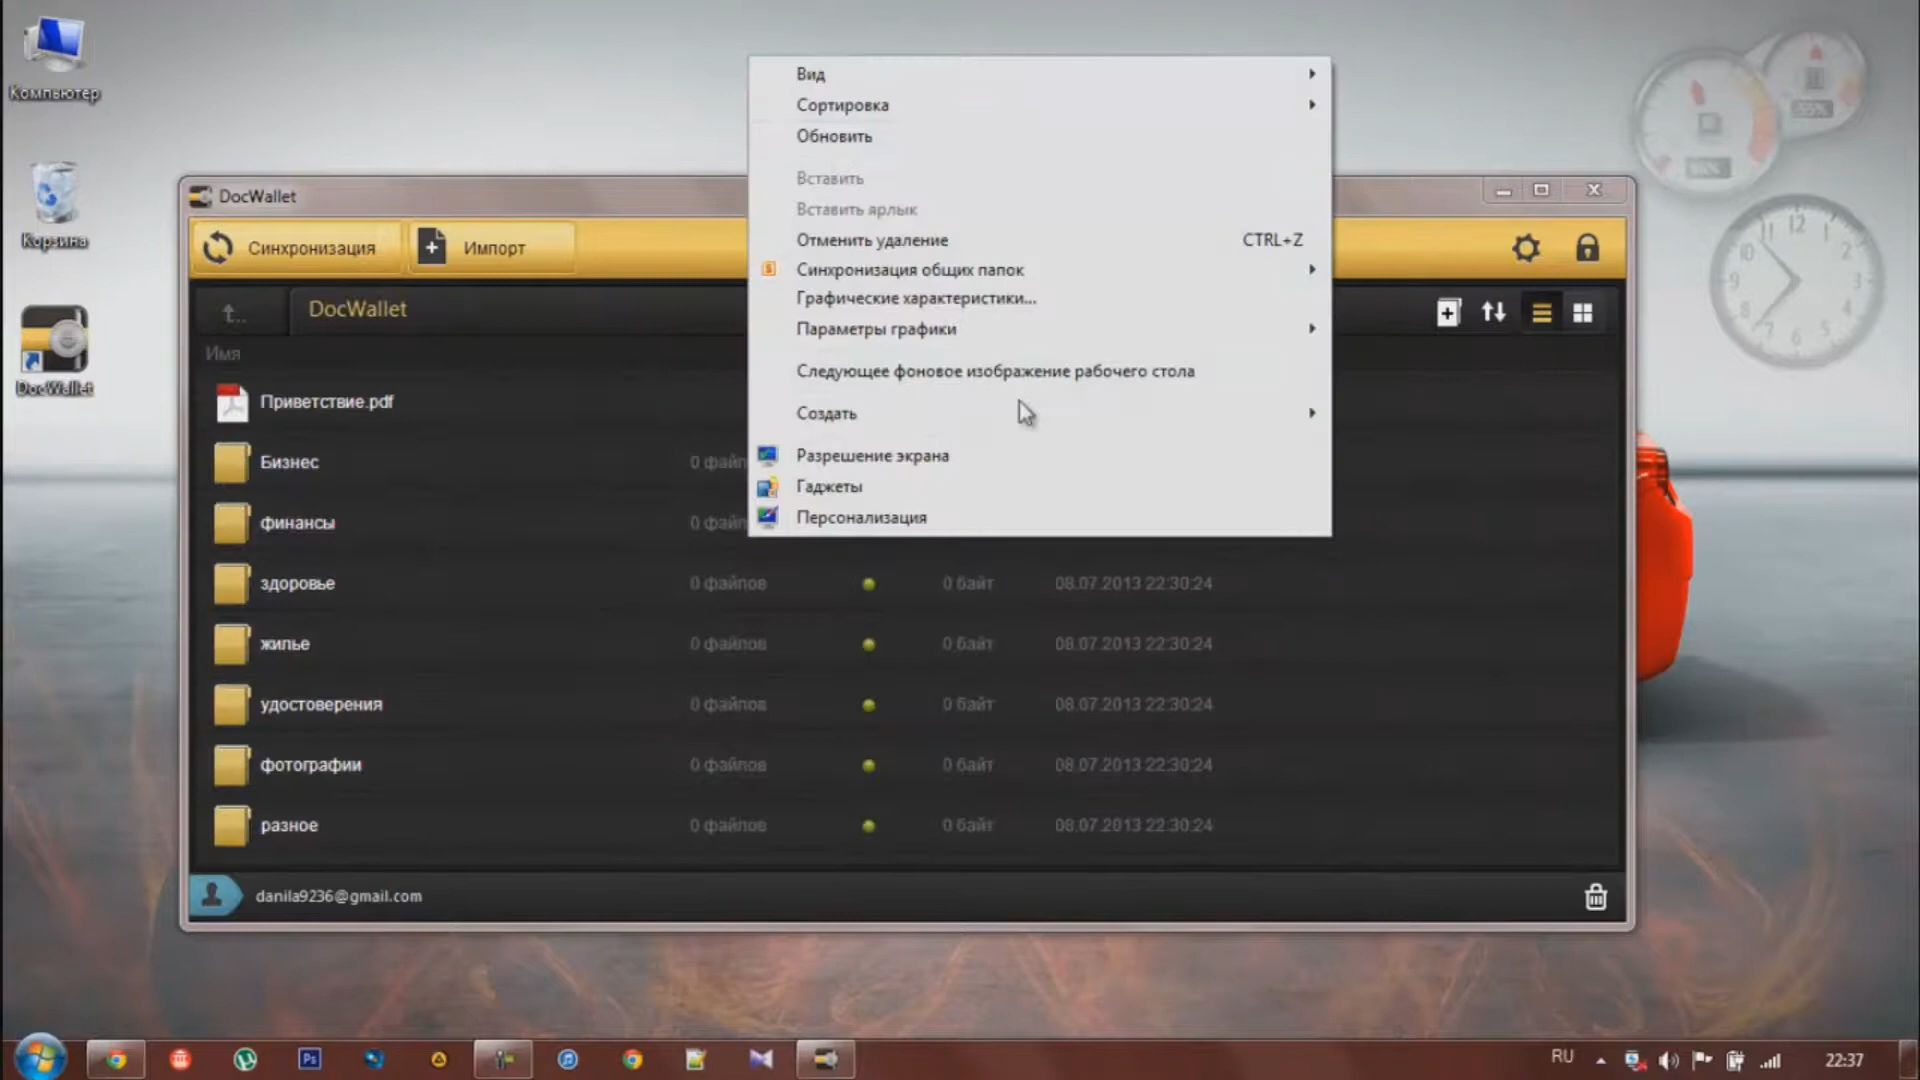 Компьютер
Корзина
DocWallet
DocWallet
Синхронизация
Импорт
DocWallet
Имя
Приветствие.pdf
Бизнес
0 файл
финансы
0 файл
здоровье
0 файлов
0 байт
08.07.2013 22:30:24
жилье
0 файлов
0 байт
08.07.2013 22:30:24
удостоверения
0 файлов
0 байт
08.07.2013 22:30:24
фотографии
0 файлов
0 байт
08.07.2013 22:30:24
разное
0 файлов
0 байт
08.07.2013 22:30:24
danila9236@gmail.com
Вид
Сортировка
Обновить
Вставить
Вставить ярлык
Отменить удаление CTRL+Z
Синхронизация общих папок
Графические характеристики...
Параметры графики
Следующее фоновое изображение рабочего стола
Создать
Разрешение экрана
Гаджеты
Персонализация
12
Ps
RU
22:37